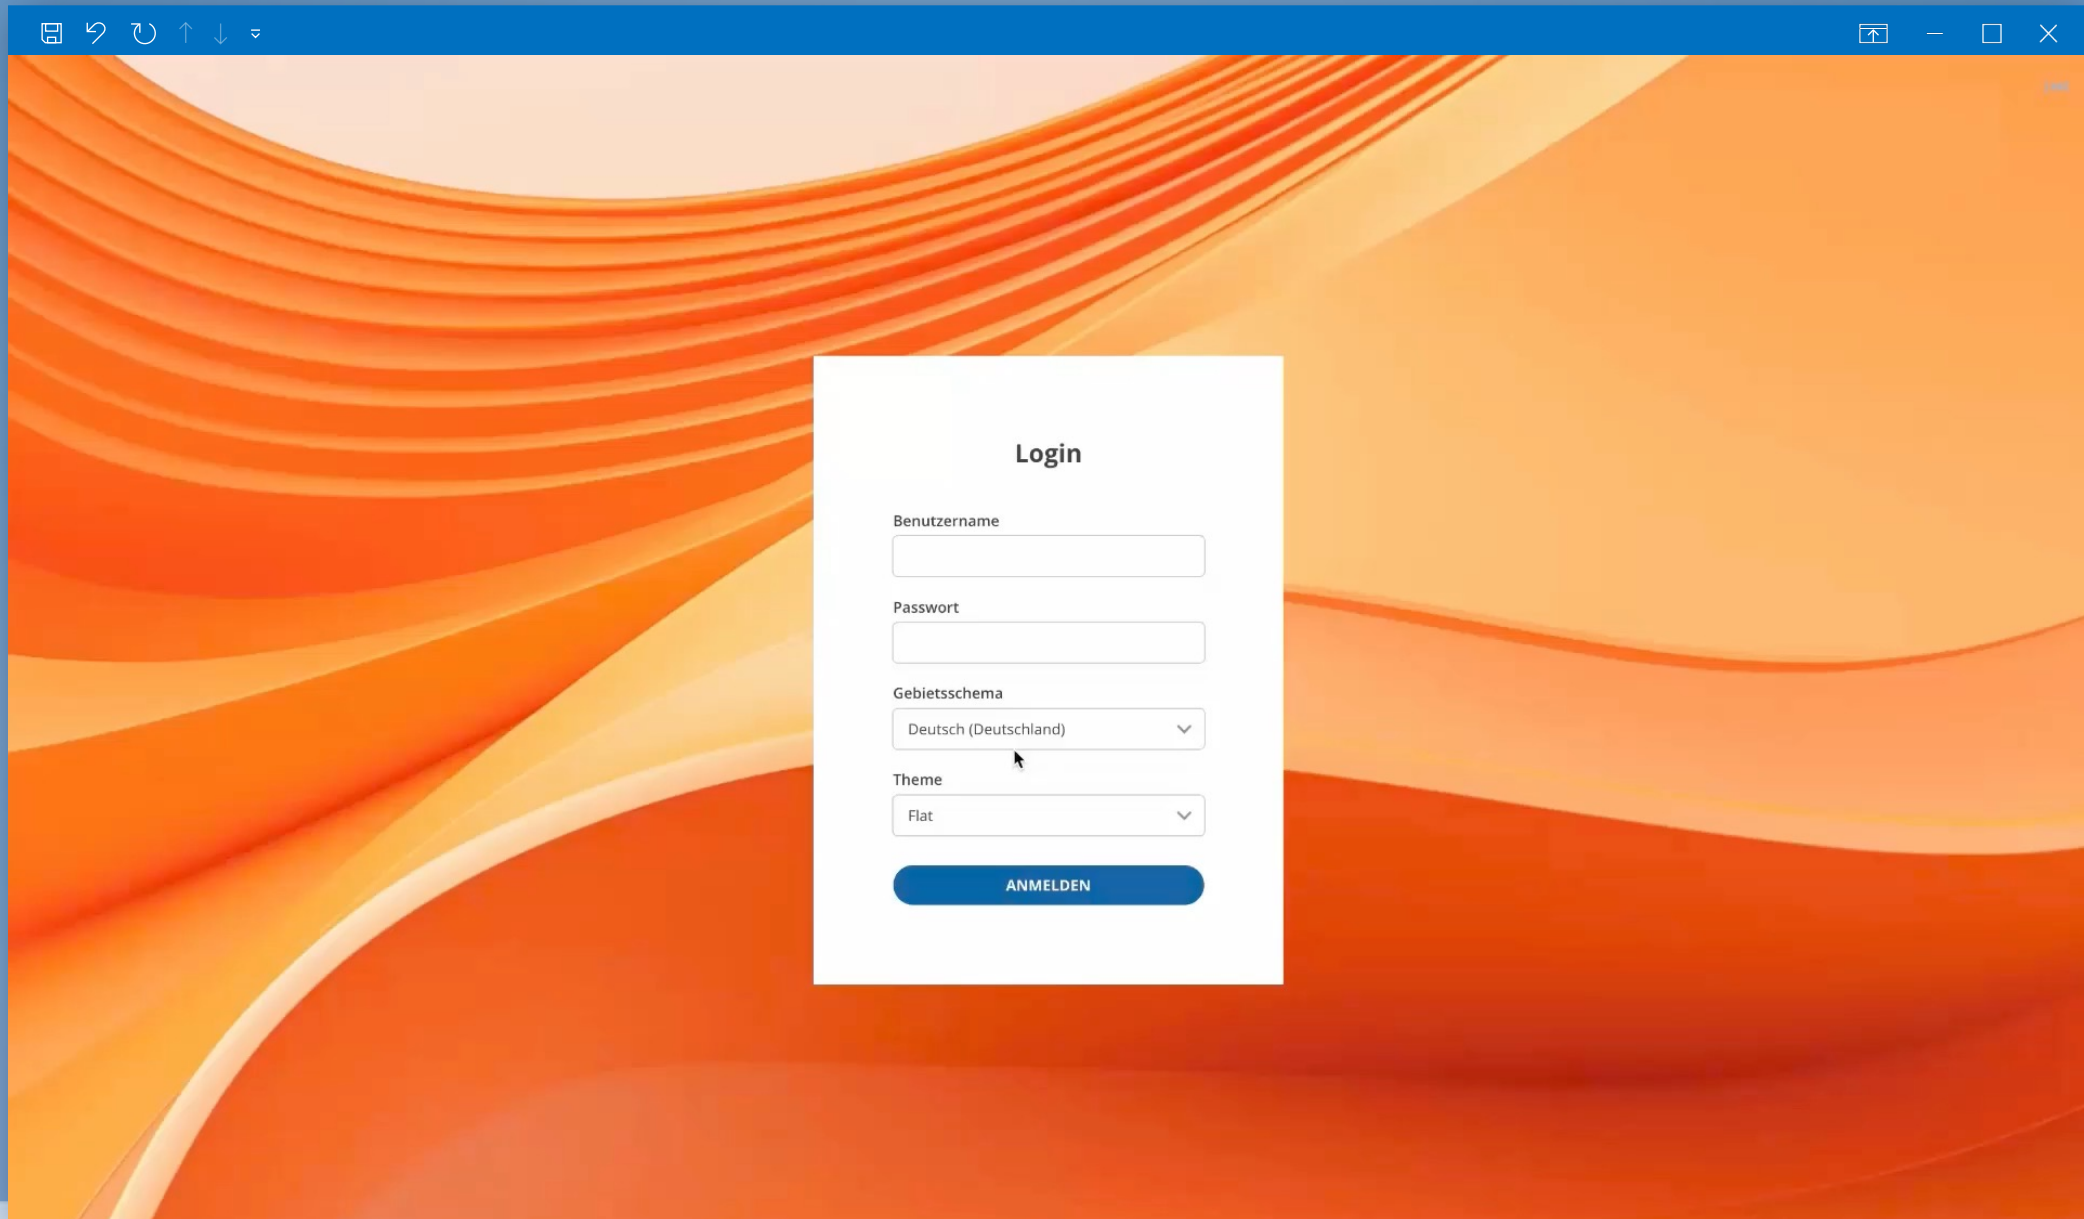 Login
Benutzername
Passwort
Gebietsschema
Deutsch (Deutschland)
Theme
Flat
ANMELDEN